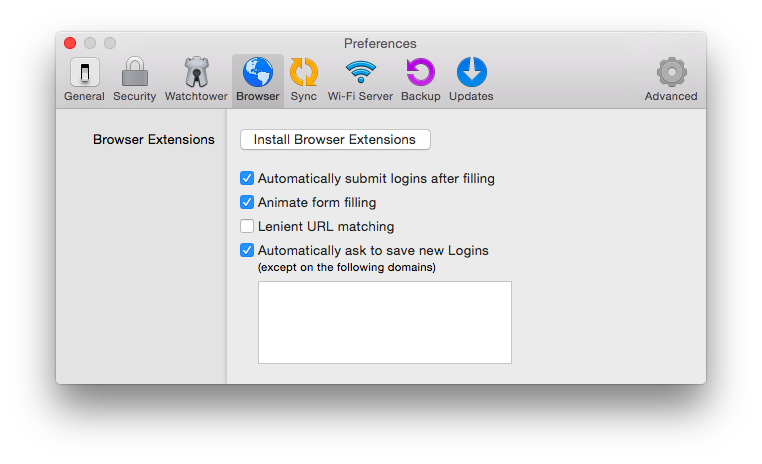 Preferences
General Security Watchtower Browser Sync Wi-Fi Server Backup Updates Advanced
Browser Extensions Install Browser Extensions
Automatically submit logins after filling
Animate form filling
Lenient URL matching
Automatically ask to save new Logins
(except on the following domains)